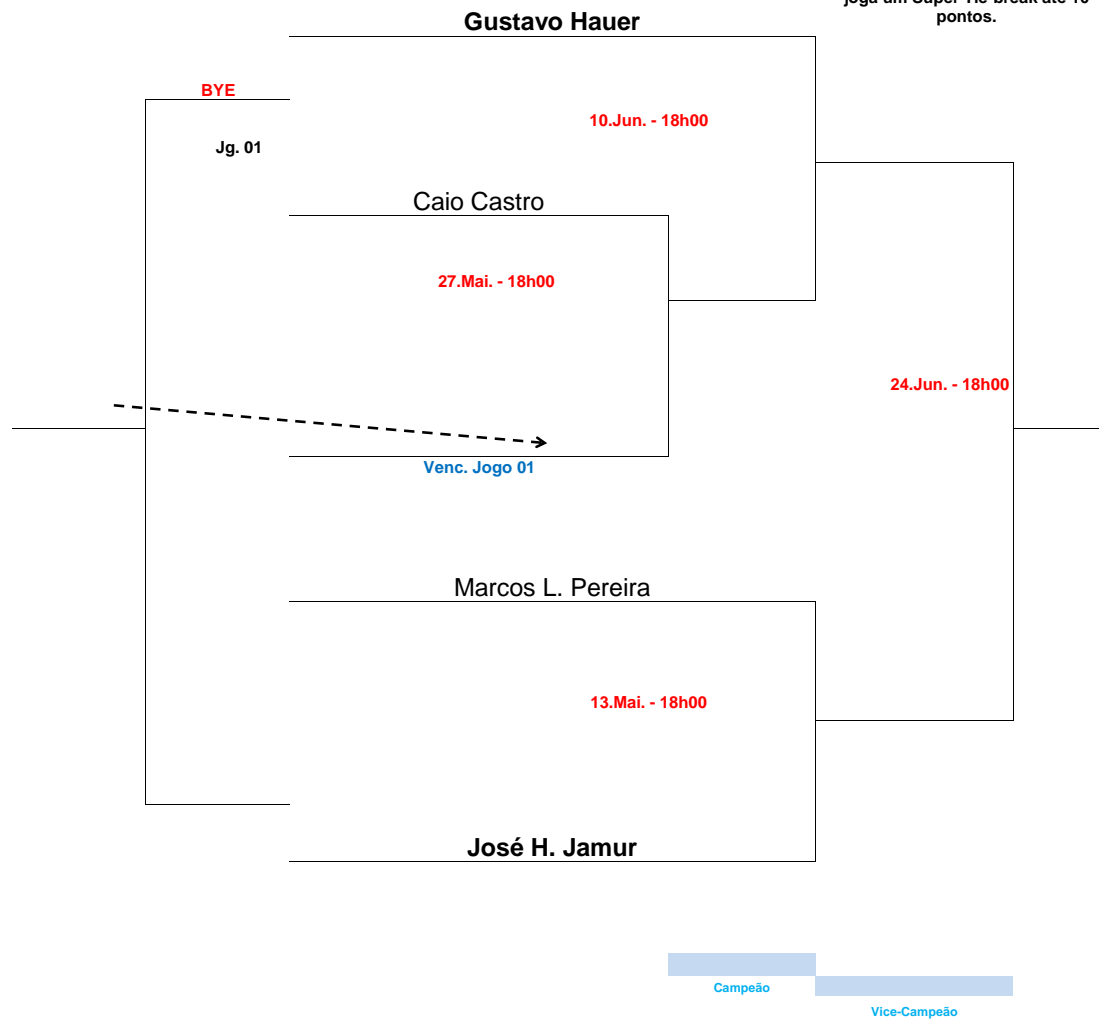 pontos.
Gustavo Hauer
BYE
10.Jun. - 18h00
Jg. 01
Caio Castro
27.Mai. - 18h00
24.Jun. - 18h00
Venc. Jogo 01
Marcos L. Pereira
13.Mai. - 18h00
José H. Jamur
Campeão
Vice-Campeão